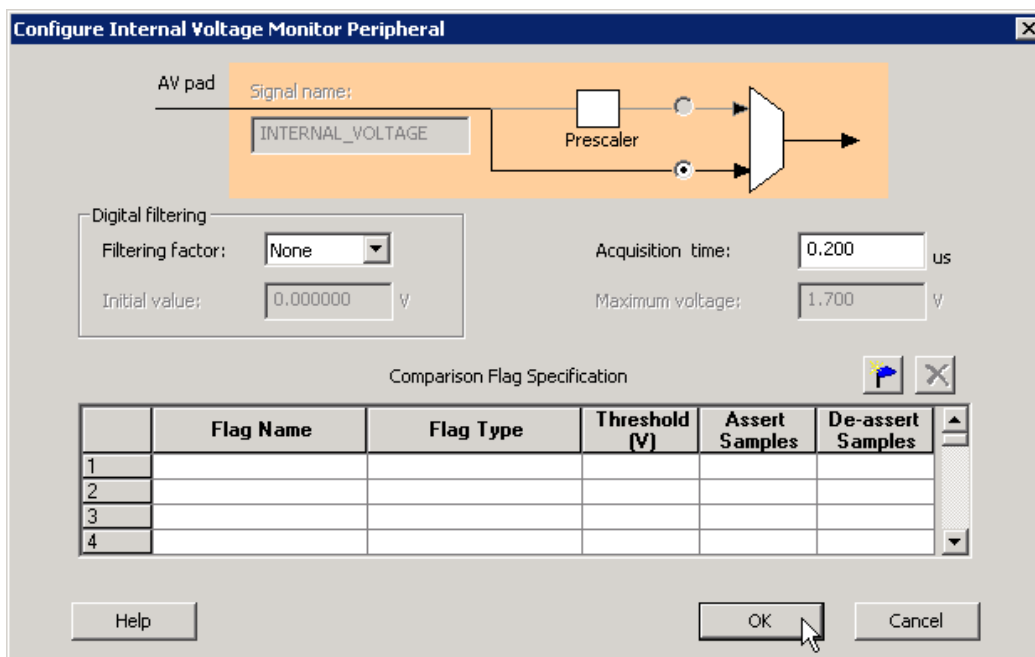 Configure Internal Voltage Monitor Peripheral
AV pad
Signal name:
INTERNAL_VOLTAGE
Prescaler
Digital filtering
Filtering factor:
None
Acquisition time:
0.200
us
Initial value:
0.000000
V
Maximum voltage:
1.700
V
Comparison Flag Specification
Flag Name
Flag Type
Threshold (V)
Assert Samples
De-assert Samples
1
2
3
4
Help
OK
Cancel